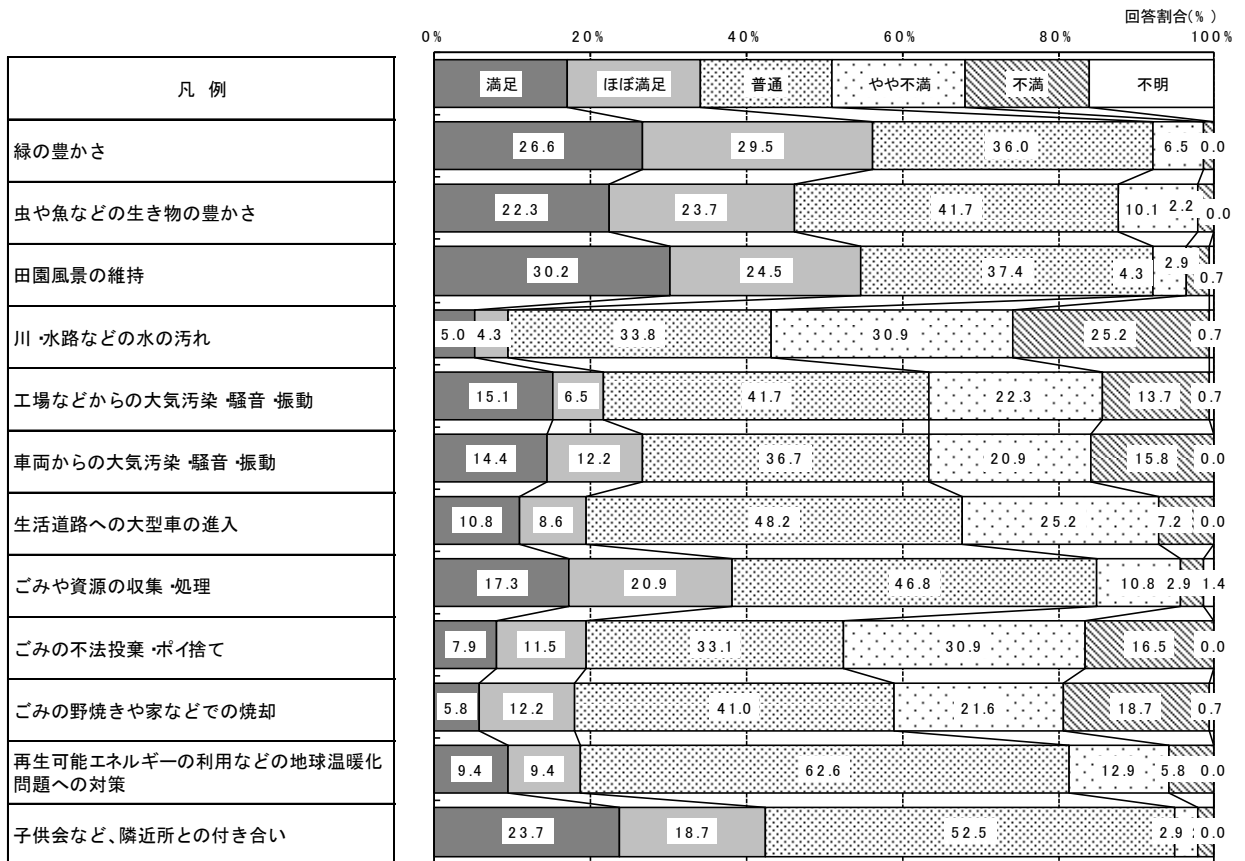 回答割合(%)
0% 20% 40% 60% 80% 100%
凡 例 満足 ほぼ満足 普通 やや不満 不満 不明
緑の豊かさ 26.6 29.5 36.0 6.5 0.0
虫や魚などの生き物の豊かさ 22.3 23.7 41.7 10.1 2.2 0.0
田園風景の維持 30.2 24.5 37.4 4.3 2.9 0.7
川・水路などの水の汚れ 5.0 4.3 33.8 30.9 25.2 0.7
工場などからの大気汚染・騒音・振動 15.1 6.5 41.7 22.3 13.7 0.7
車両からの大気汚染・騒音・振動 14.4 12.2 36.7 20.9 15.8 0.0
生活道路への大型車の進入 10.8 8.6 48.2 25.2 7.2 0.0
ごみや資源の収集・処理 17.3 20.9 46.8 10.8 2.9 1.4
ごみの不法投棄・ポイ捨て 7.9 11.5 33.1 30.9 16.5 0.0
ごみの野焼きや家などでの焼却 5.8 12.2 41.0 21.6 18.7 0.7
再生可能エネルギーの利用などの地球温暖化
問題への対策 9.4 9.4 62.6 12.9 5.8 0.0
子供会など、隣近所との付き合い 23.7 18.7 52.5 2.9 0.0